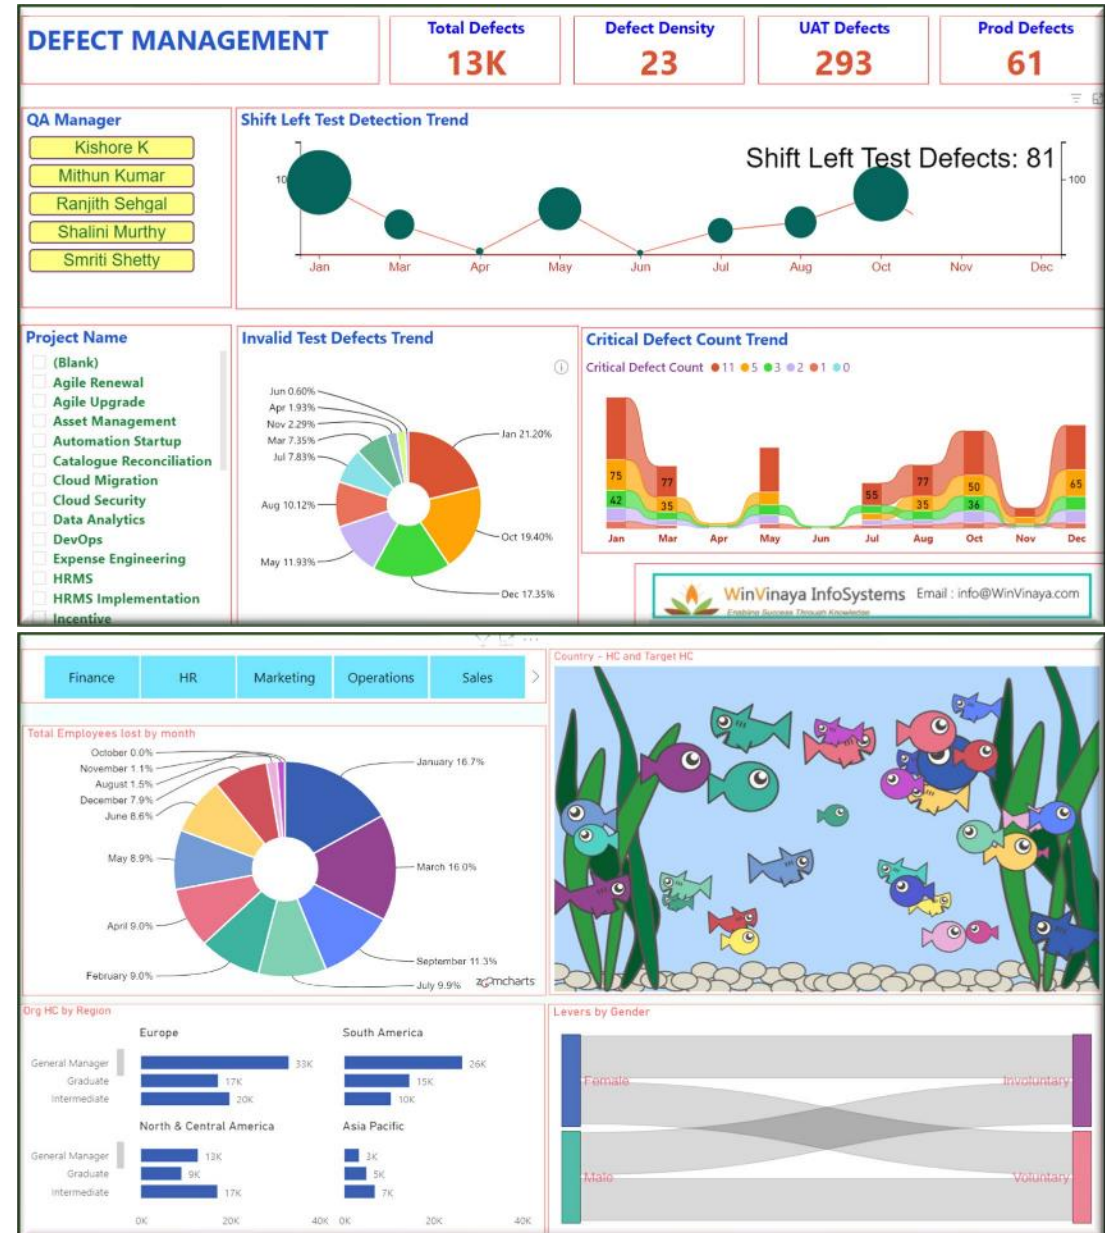 DEFECT MANAGEMENT
Total Defects
13K
Defect Density
23
UAT Defects
293
Prod Defects
61
QA Manager
Kishore K
Mithun Kumar
Ranjith Sehgal
Shalini Murthy
Smriti Shetty
Shift Left Test Detection Trend
Shift Left Test Defects: 81
10
100
Jan Mar Apr May Jun Jul Aug Oct Nov Dec
Project Name
(Blank)
Agile Renewal
Agile Upgrade
Asset Management
Automation Startup
Catalogue Reconciliation
Cloud Migration
Cloud Security
Data Analytics
DevOps
Expense Engineering
HRMS
HRMS Implementation
Incentive
Invalid Test Defects Trend
Jun 0.60%
Apr 1.93%
Nov 2.29%
Mar 7.35%
Jul 7.83%
Aug 10.12%
May 11.93%
Jan 21.20%
Oct 19.40%
Dec 17.35%
Critical Defect Count Trend
Critical Defect Count 11 5 3 2 1 0
75
42
77
35
55
77
35
50
36
65
Jan Mar Apr May Jun Jul Aug Oct Nov Dec
WinVinaya InfoSystems Email : info@WinVinaya.com
Enabling Success Through Knowledge
Finance HR Marketing Operations Sales
Total Employees lost by month
October 0.0%
November 1.1%
August 1.5%
December 7.9%
June 8.6%
May 8.9%
April 9.0%
February 9.0%
January 16.7%
March 16.0%
September 11.3%
July 9.9%
zoomcharts
Country - HC and Target HC
Org HC by Region
Europe
General Manager 33K
Graduate 17K
Intermediate 20K
South America
26K
15K
10K
North & Central America
General Manager 13K
Graduate 9K
Intermediate 17K
Asia Pacific
3K
5K
7K
0K 20K 40K 0K 20K 40K
Levers by Gender
Female
Involuntary
Male
Voluntary